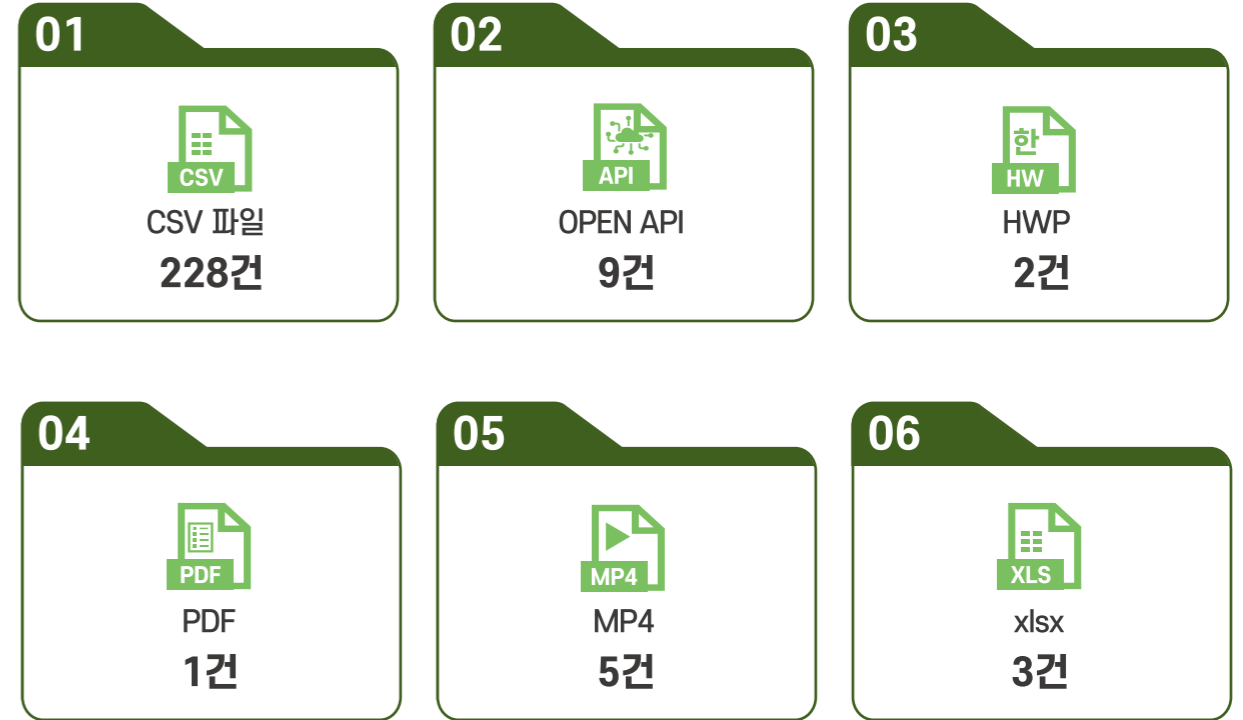 01
CSV
CSV 파일
228건
02
API
OPEN API
9건
03
한
HW
HWP
2건
04
PDF
PDF
1건
05
MP4
MP4
5건
06
XLS
xlsx
3건